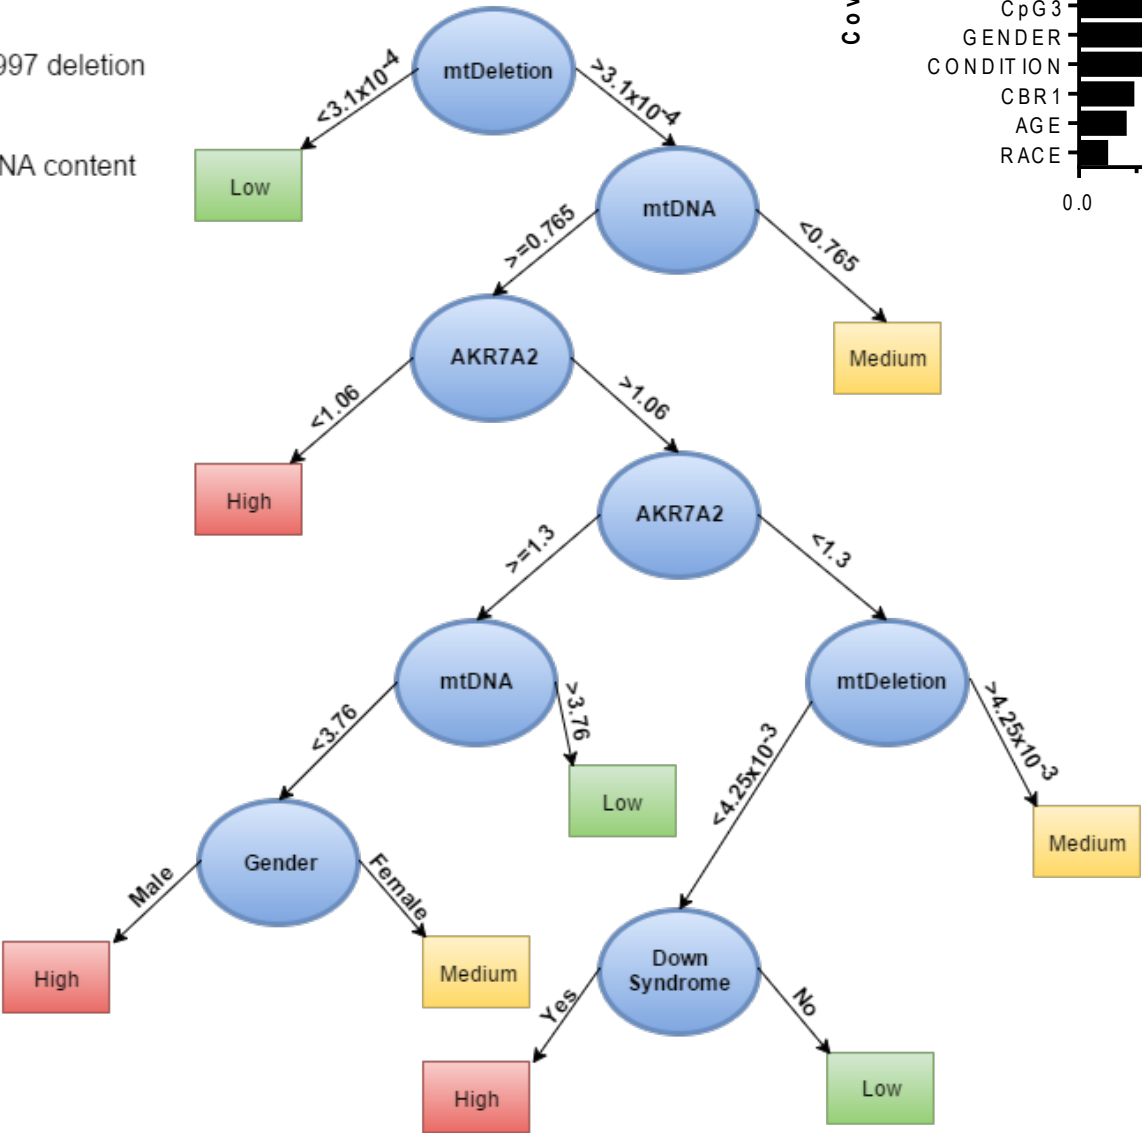 997 deletion
NA content
mtDeletion
<3.1x10-4
>3.1x10-4
Low
mtDNA
>=0.765
<0.765
AKR7A2
Medium
<1.06
>1.06
High
AKR7A2
>=1.3
<1.3
mtDNA
mtDeletion
<3.76
>3.76
<4.25x10-3
>4.25x10-3
Low
Medium
Gender
Male
Female
High
Medium
Down
Syndrome
Yes
No
High
Low
Cov
CpG3
GENDER
CONDITION
CBR1
AGE
RACE
0.0